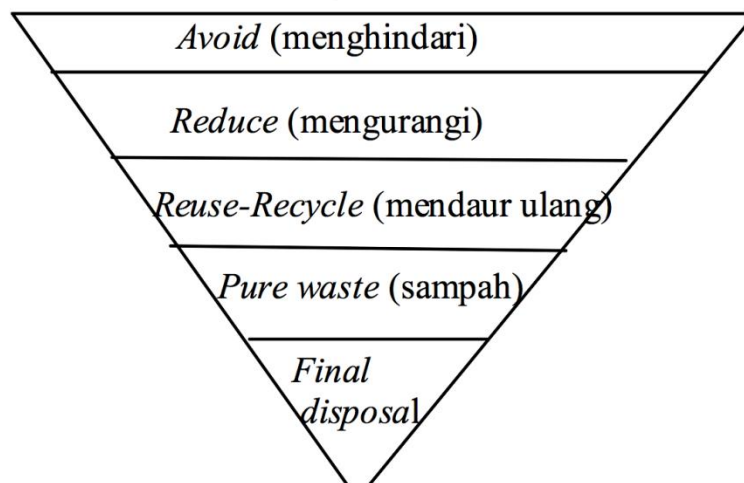 Avoid (menghindari)
Reduce (mengurangi)
Reuse-Recycle (mendaur ulang)
Pure waste (sampah)
Final
disposal